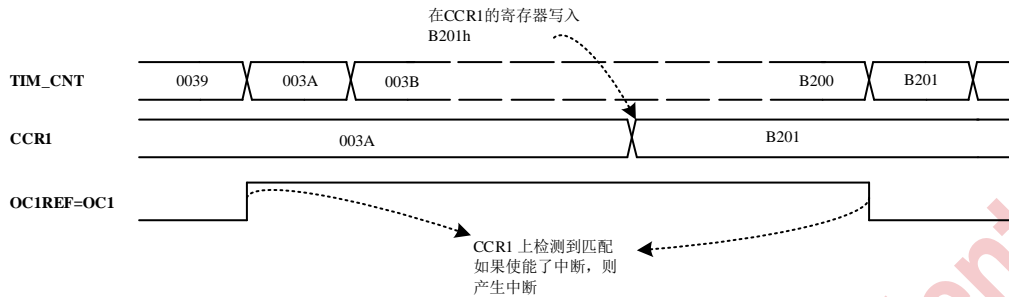 在CCR1的寄存器写入
B201h
TIM_CNT 0039 003A 003B B200 B201
CCR1 003A B201
OC1REF=OC1
CCR1 上检测到匹配
如果使能了中断，则
产生中断